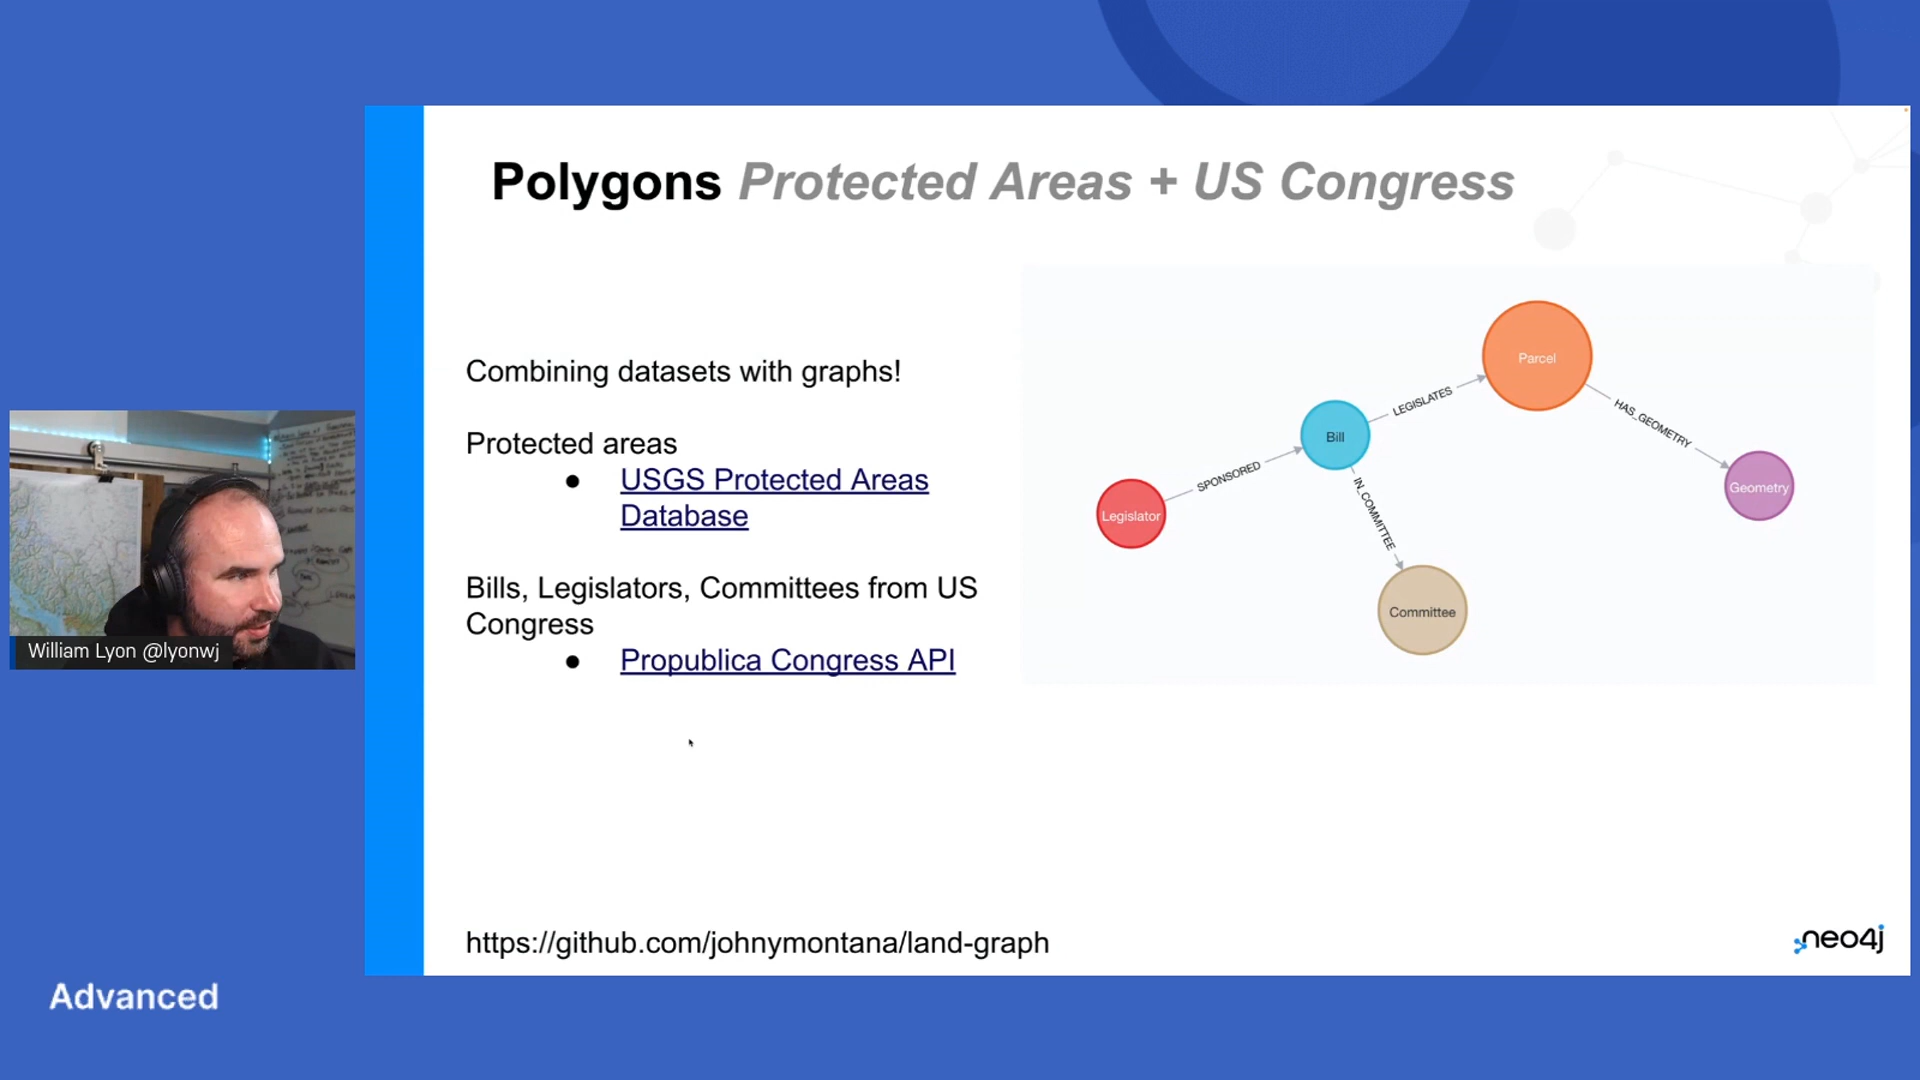 Polygons Protected Areas + US Congress
Combining datasets with graphs!
Protected areas
● USGS Protected Areas
Database
Bills, Legislators, Committees from US
Congress
● Propublica Congress API
Parcel
LEGISLATES
HAS_GEOMETRY
Bill
SPONSORED
Geometry
IN_COMMITTEE
Legislator
Committee
William Lyon @lyonwj
https://github.com/johnymontana/land-graph
neo4j
Advanced